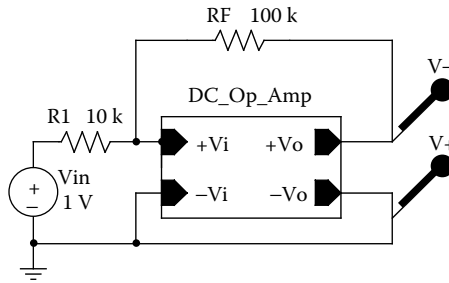 RF 100 k
V–
DC_Op_Amp
R1 10 k
+Vi +Vo
V+
Vin
+
1 V
–
–Vi –Vo